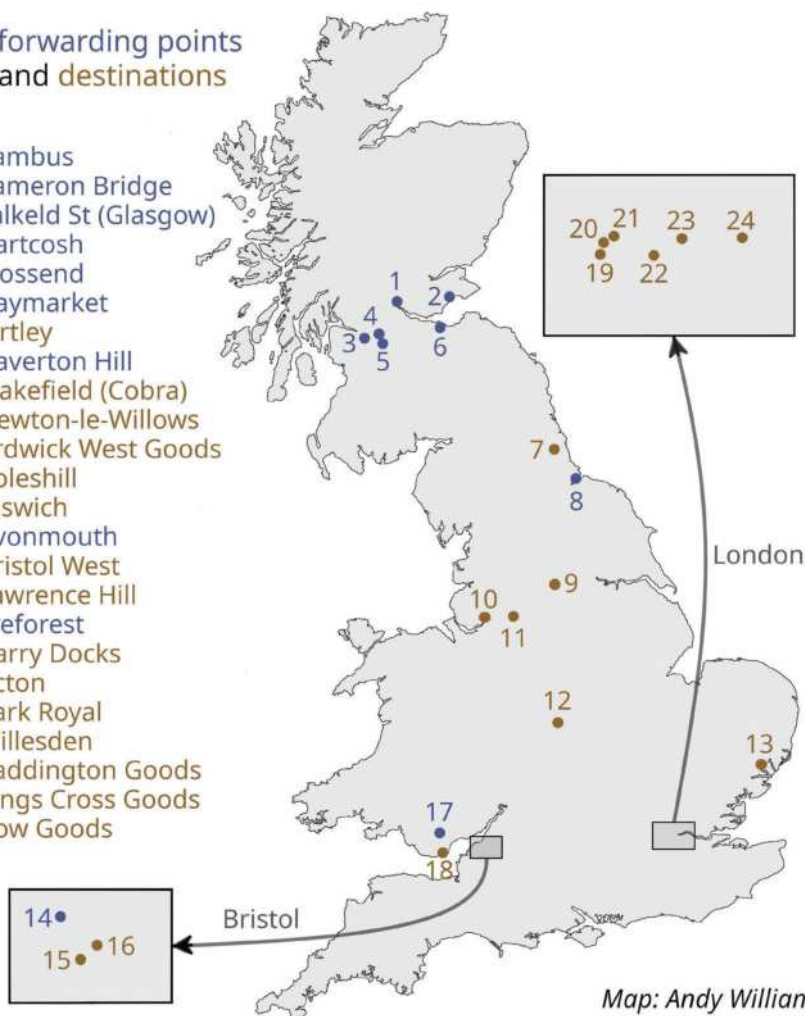 forwarding points
and destinations
ambus
ameron Bridge
alkeld St (Glasgow)
artcosh
ossend
aymarket
rtley
averton Hill
akefield (Cobra)
ewton-le-Willows
rdwick West Goods
oleshill
swich
vonmouth
ristol West
awrence Hill
reforest
arry Docks
cton
ark Royal
illesden
addington Goods
ings Cross Goods
ow Goods
1
2
3
4
5
6
7
8
9
10
11
12
13
17
18
20 21 23 24
19 22
London
14
15 16
Bristol
Map: Andy William